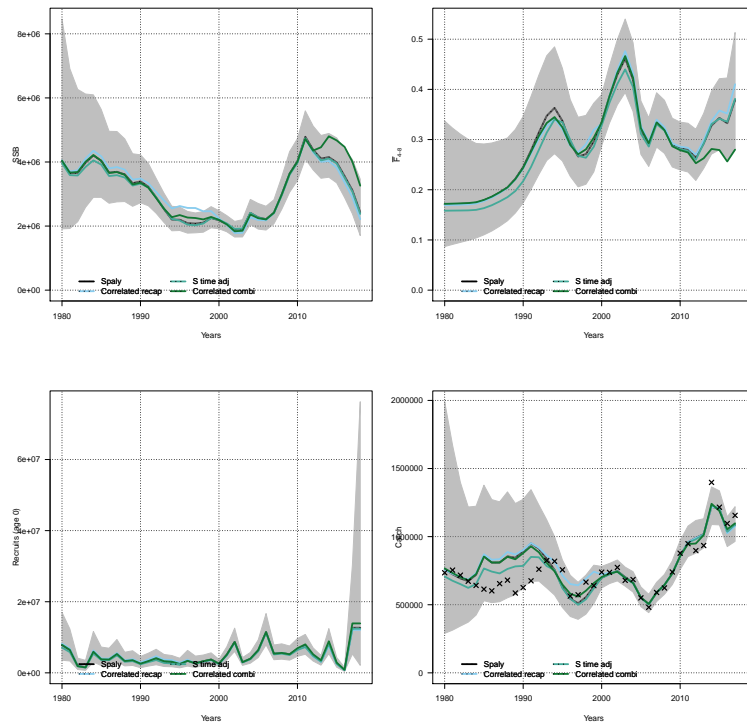 8e+06
6e+06
4e+06
2e+06
0e+00
SSB
Spaly
Correlated recap
S time adj
Correlated combi
1980 1990 2000 2010
Years
0.5
0.4
0.3
0.2
0.1
0.0
F4-8
Spaly
Correlated recap
S time adj
Correlated combi
1980 1990 2000 2010
Years
6e+07
4e+07
2e+07
0e+00
Recruits (age 0)
Spaly
Correlated recap
S time adj
Correlated combi
1980 1990 2000 2010
Years
2000000
1500000
1000000
500000
0
Catch
Spaly
Correlated recap
S time adj
Correlated combi
1980 1990 2000 2010
Years